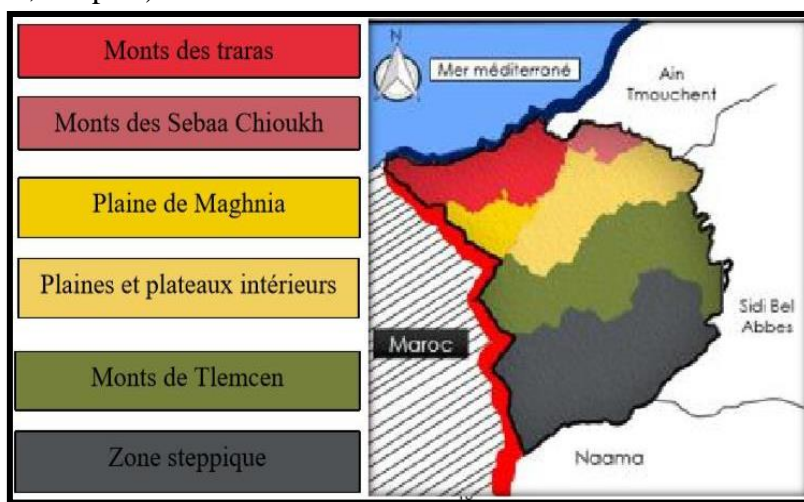 Monts des traras
Monts des Sebaa Chioukh
Plaine de Maghnia
Plaines et plateaux intérieurs
Monts de Tlemcen
Zone steppique
N
Mer méditerrané
Ain
Tmouchent
Sidi Bel
Abbes
Maroc
Naama